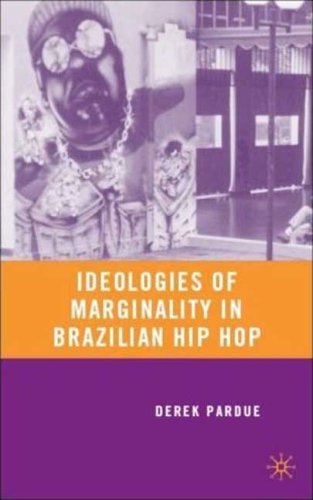 IDEOLOGIES OF
MARGINALITY IN
BRAZILIAN HIP HOP
DEREK PARDUE